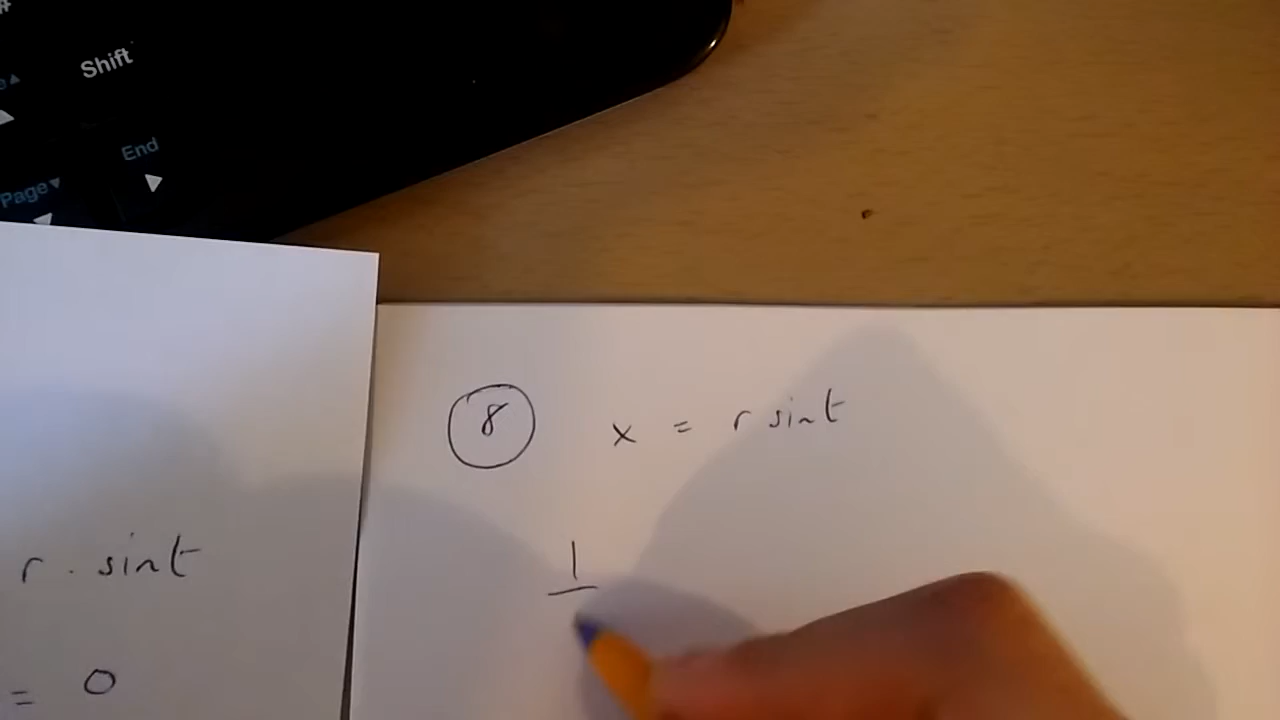 Shift
End
Page
8 x = r sint
1
r . sint
= 0